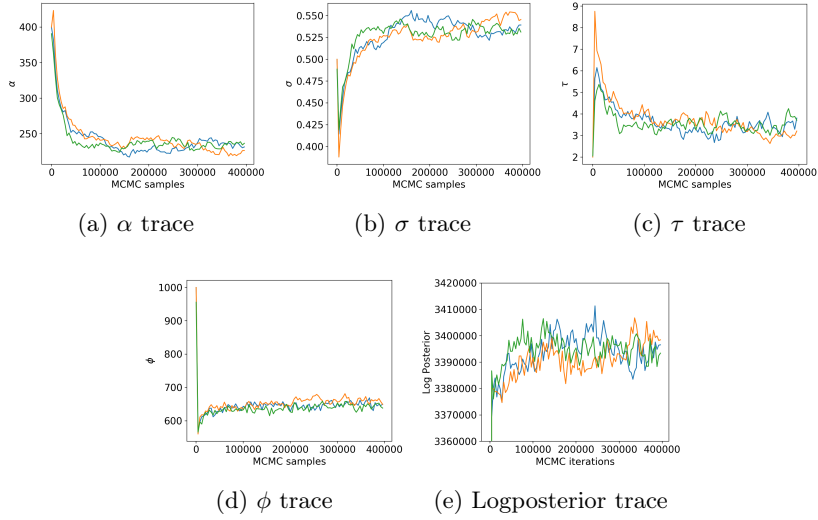 400
350
300
250
α
0 100000 200000 300000 400000
MCMC samples
(a) α trace
0.550
0.525
0.500
0.475
0.450
0.425
0.400
σ
0 100000 200000 300000 400000
MCMC samples
(b) σ trace
9
8
7
6
5
4
3
2
τ
0 100000 200000 300000 400000
MCMC samples
(c) τ trace
1000
900
800
700
600
ϕ
0 100000 200000 300000 400000
MCMC samples
(d) ϕ trace
3420000
3410000
3400000
3390000
3380000
3370000
3360000
Log Posterior
0 100000 200000 300000 400000
MCMC iterations
(e) Logposterior trace